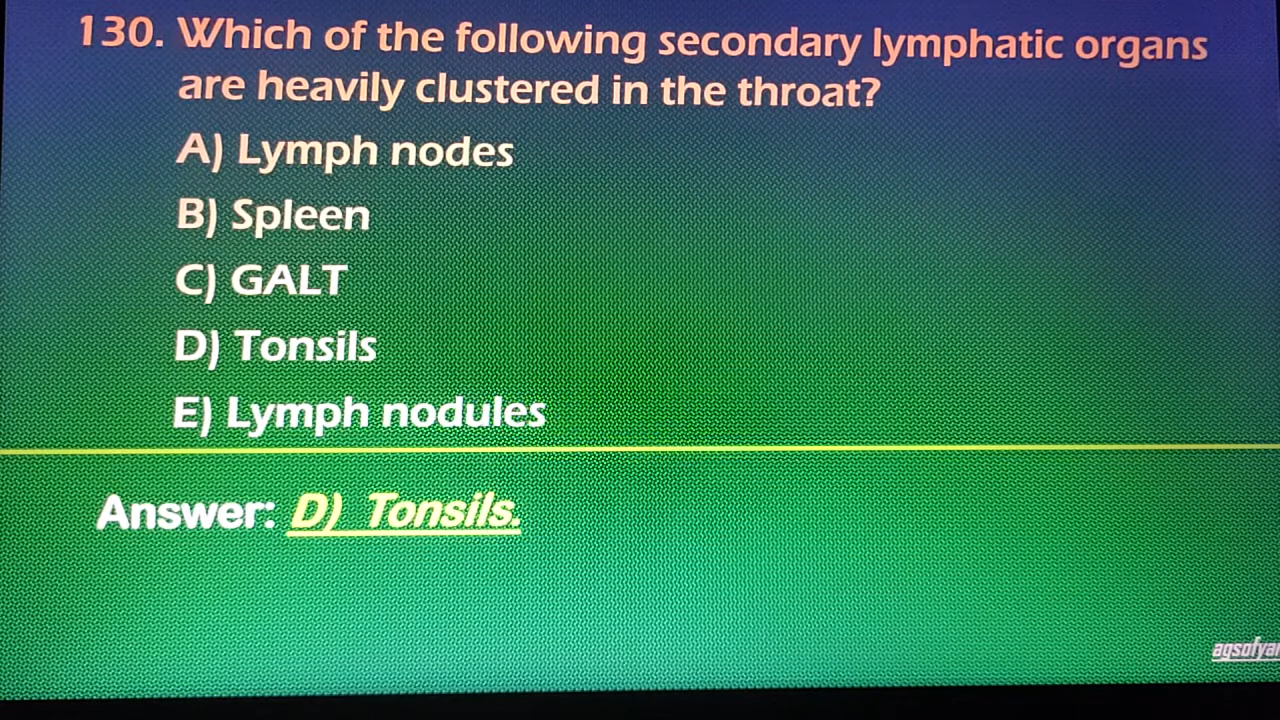 130. Which of the following secondary lymphatic organs
are heavily clustered in the throat?
A) Lymph nodes
B) Spleen
C) GALT
D) Tonsils
E) Lymph nodules
Answer: D) Tonsils.